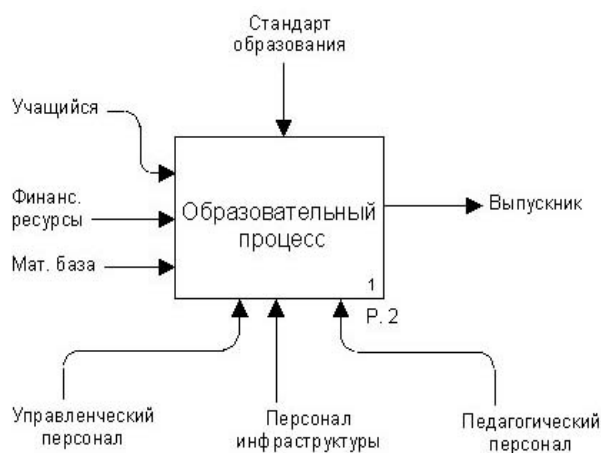 Стандарт
образования
Учащийся
Финанс.
ресурсы
Мат. база
Образовательный
процесс
1
Р. 2
Выпускник
Управленческий
персонал
Персонал
инфраструктуры
Педагогический
персонал